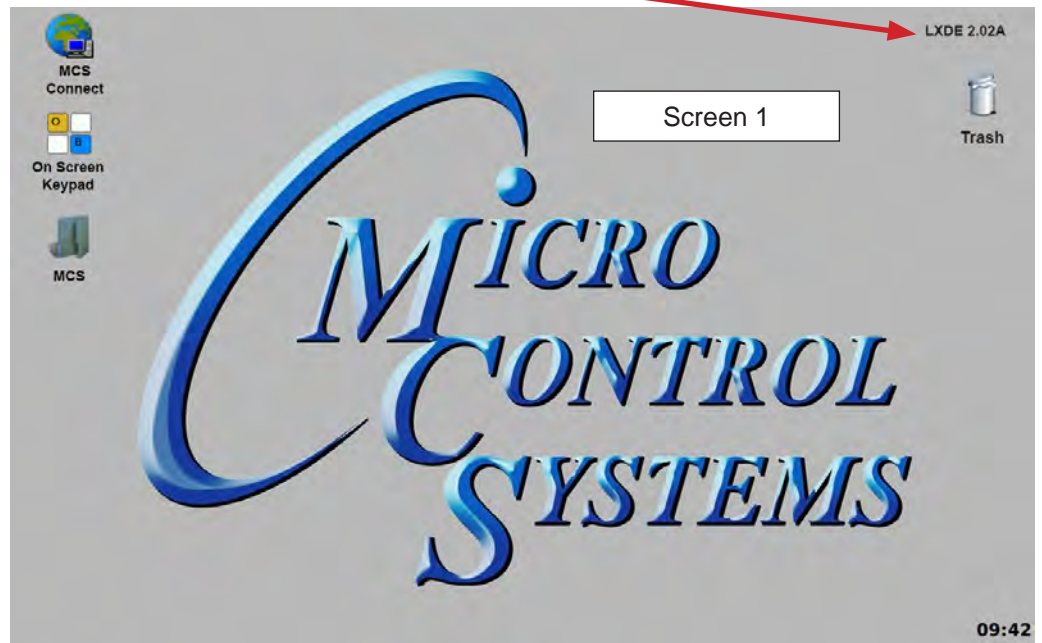 MCS
Connect
O
B
On Screen
Keypad
MCS
LXDE 2.02A
Trash
Screen 1
MICRO
CONTROL
SYSTEMS
09:42